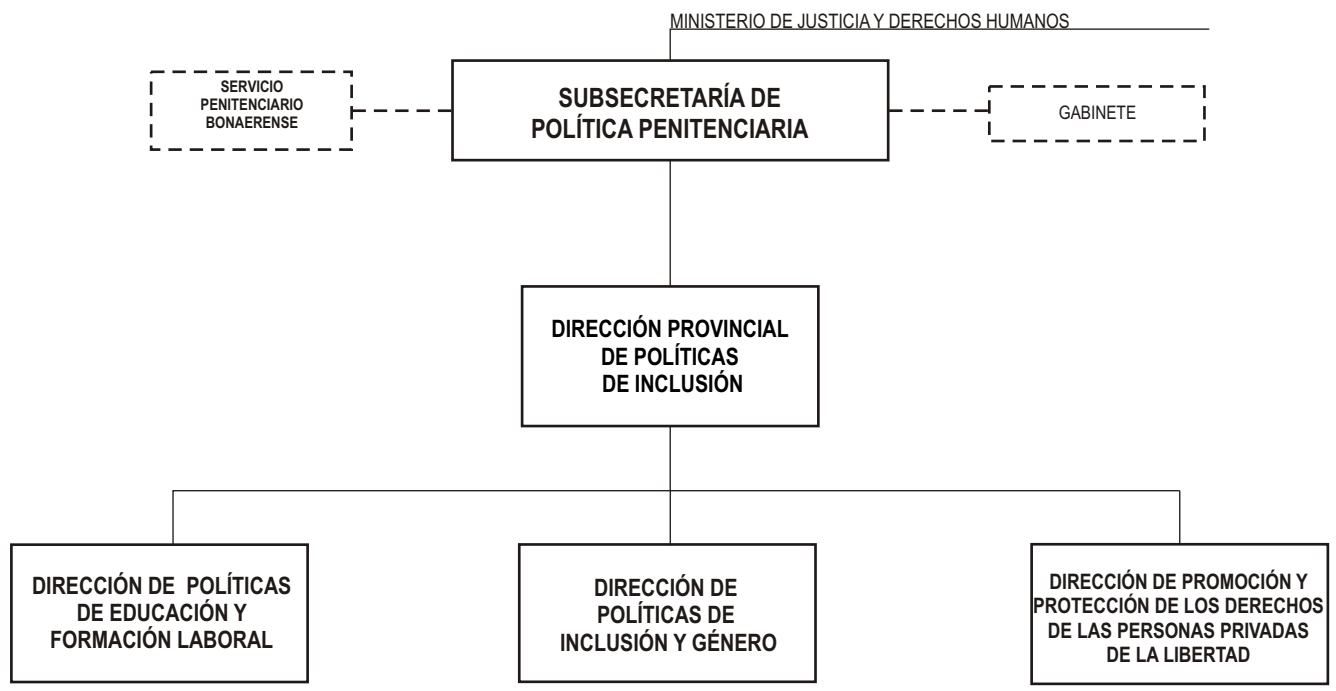 MINISTERIO DE JUSTICIA Y DERECHOS HUMANOS
SERVICIO
PENITENCIARIO
BONAERENSE
SUBSECRETARÍA DE
POLÍTICA PENITENCIARIA
GABINETE
DIRECCIÓN PROVINCIAL
DE POLÍTICAS
DE INCLUSIÓN
DIRECCIÓN DE POLÍTICAS
DE EDUCACIÓN Y
FORMACIÓN LABORAL
DIRECCIÓN DE
POLÍTICAS DE
INCLUSIÓN Y GÉNERO
DIRECCIÓN DE PROMOCIÓN Y
PROTECCIÓN DE LOS DERECHOS
DE LAS PERSONAS PRIVADAS
DE LA LIBERTAD